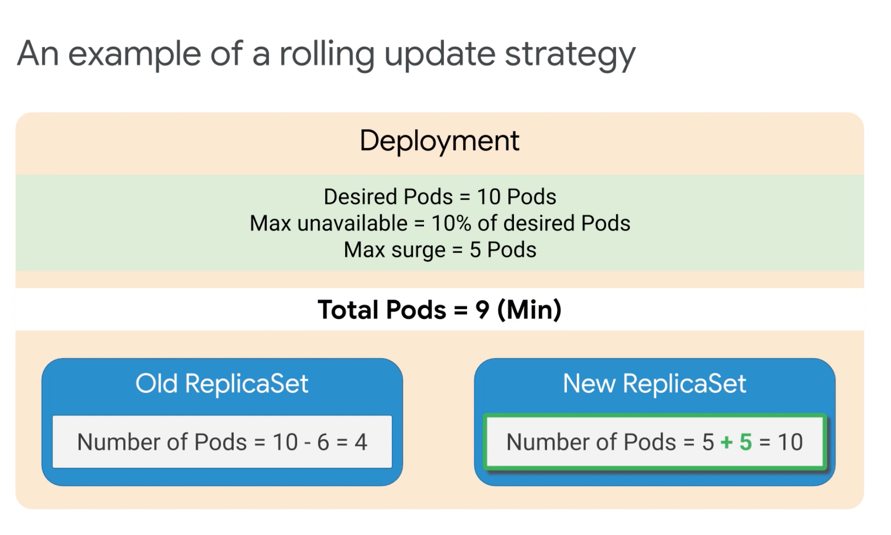 An example of a rolling update strategy
Deployment
Desired Pods = 10 Pods
Max unavailable = 10% of desired Pods
Max surge = 5 Pods
Total Pods = 9 (Min)
Old ReplicaSet
Number of Pods = 10 - 6 = 4
New ReplicaSet
Number of Pods = 5 + 5 = 10